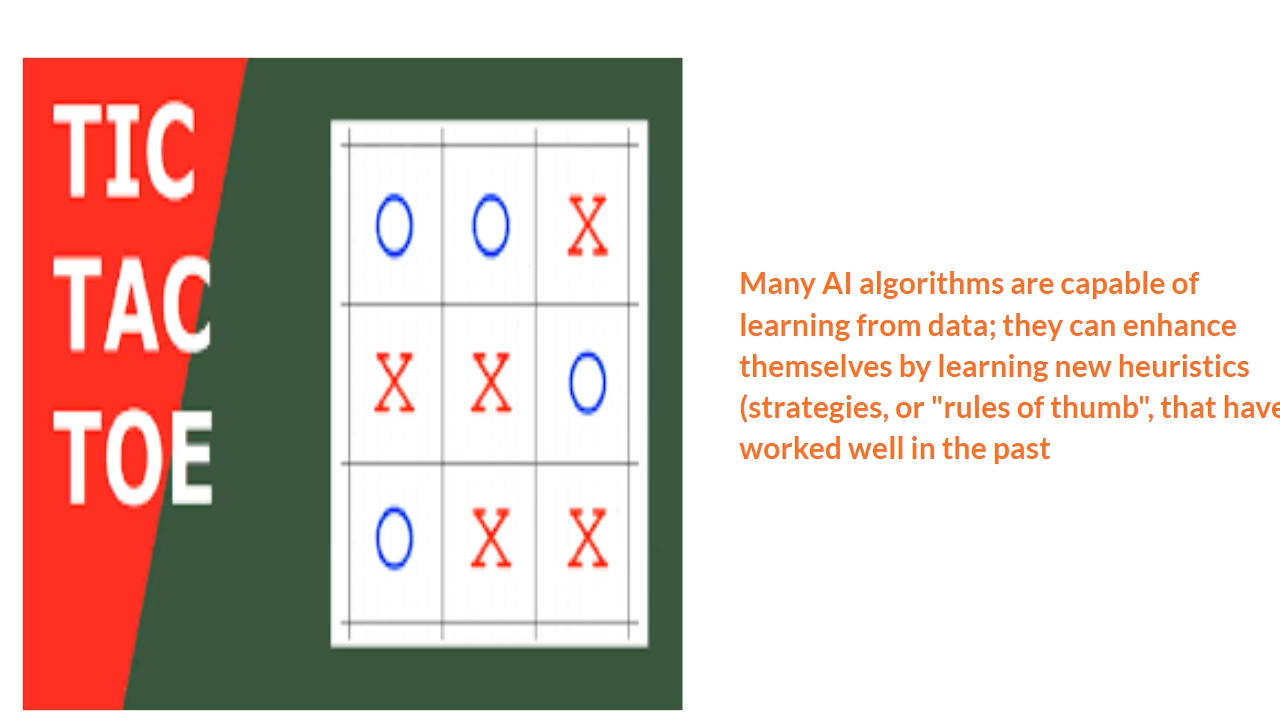 TIC
TAC
TOE
O O X
X X O
O X X
Many AI algorithms are capable of
learning from data; they can enhance
themselves by learning new heuristics
(strategies, or "rules of thumb", that have
worked well in the past